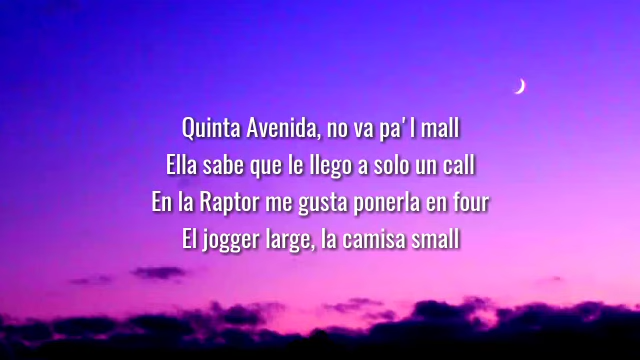 Quinta Avenida, no va pa'l mall
Ella sabe que le llego a solo un call
En la Raptor me gusta ponerla en four
El jogger large, la camisa small